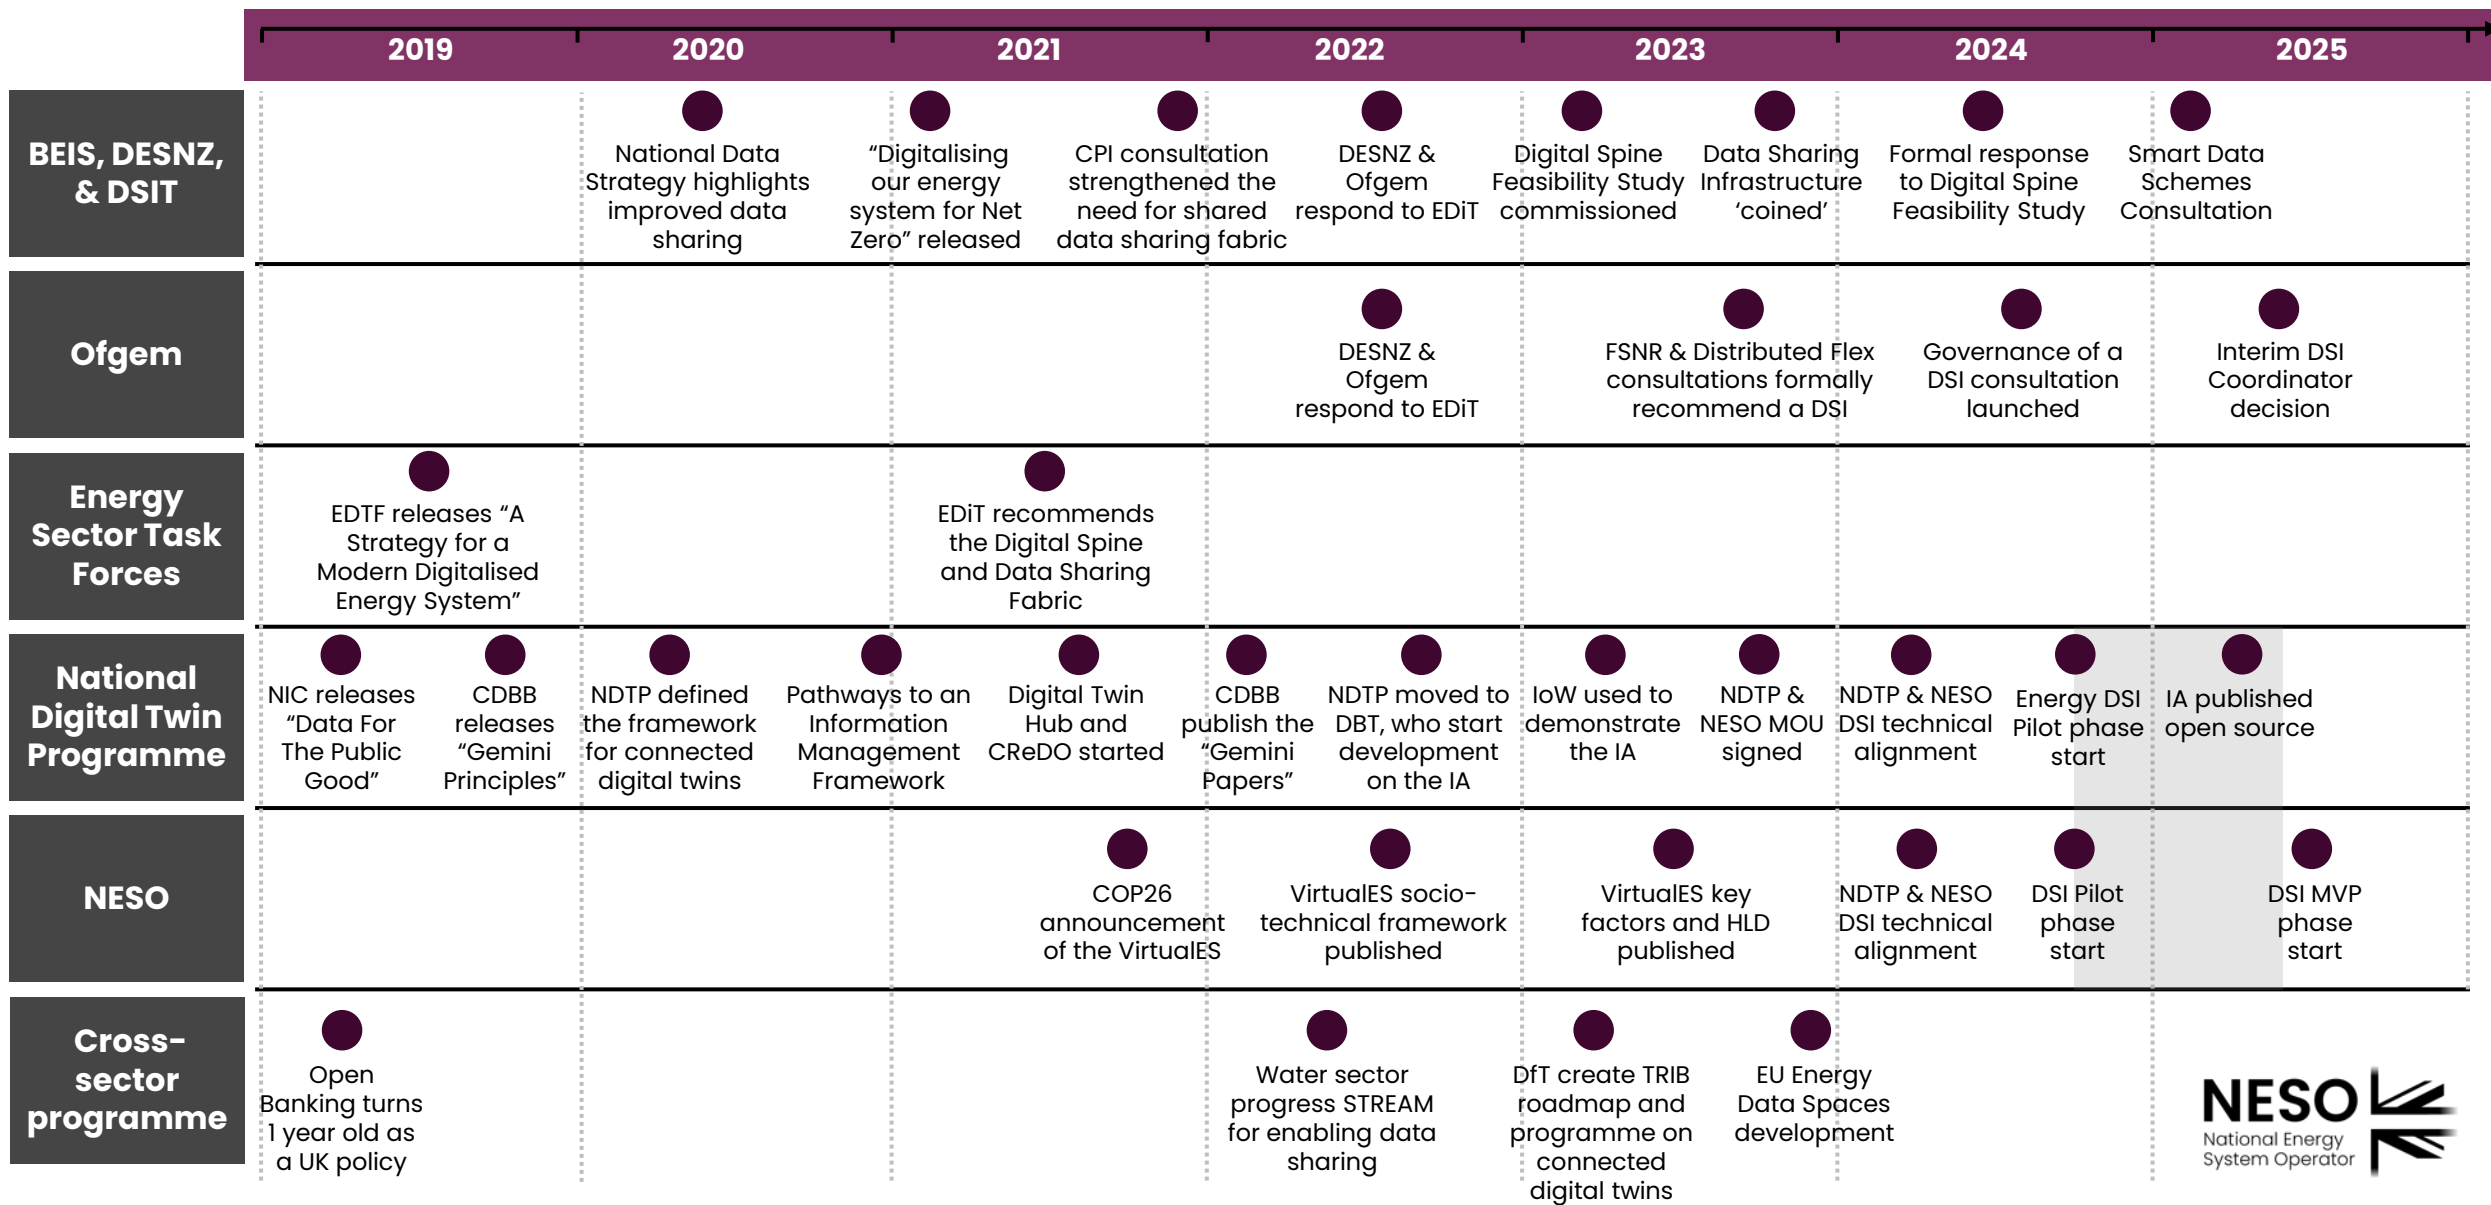 2019 2020 2021 2022 2023 2024 2025
BEIS, DESNZ,
& DSIT
National Data
Strategy highlights
improved data
sharing
“Digitalising
our energy
system for Net
Zero” released
CPI consultation
strengthened the
need for shared
data sharing fabric
DESNZ &
Ofgem
respond to EDiT
Digital Spine
Feasibility Study
commissioned
Data Sharing
Infrastructure
‘coined’
Formal response
to Digital Spine
Feasibility Study
Smart Data
Schemes
Consultation
Ofgem
DESNZ &
Ofgem
respond to EDiT
FSNR & Distributed Flex
consultations formally
recommend a DSI
Governance of a
DSI consultation
launched
Interim DSI
Coordinator
decision
Energy
Sector Task
Forces
EDTF releases “A
Strategy for a
Modern Digitalised
Energy System”
EDiT recommends
the Digital Spine
and Data Sharing
Fabric
National
Digital Twin
Programme
NIC releases
“Data For
The Public
Good”
CDBB
releases
“Gemini
Principles”
NDTP defined
the framework
for connected
digital twins
Pathways to an
Information
Management
Framework
Digital Twin
Hub and
CReDO started
CDBB
publish the
“Gemini
Papers”
NDTP moved to
DBT, who start
development
on the IA
IoW used to
demonstrate
the IA
NDTP &
NESO MOU
signed
NDTP & NESO
DSI technical
alignment
Energy DSI
Pilot phase
start
IA published
open source
NESO
COP26
announcement
of the VirtualES
VirtualES socio-
technical framework
published
VirtualES key
factors and HLD
published
NDTP & NESO
DSI technical
alignment
DSI Pilot
phase
start
DSI MVP
phase
start
Cross-
sector
programme
Open
Banking turns
1 year old as
a UK policy
Water sector
progress STREAM
for enabling data
sharing
DfT create TRIB
roadmap and
programme on
connected
digital twins
EU Energy
Data Spaces
development
NESO
National Energy
System Operator